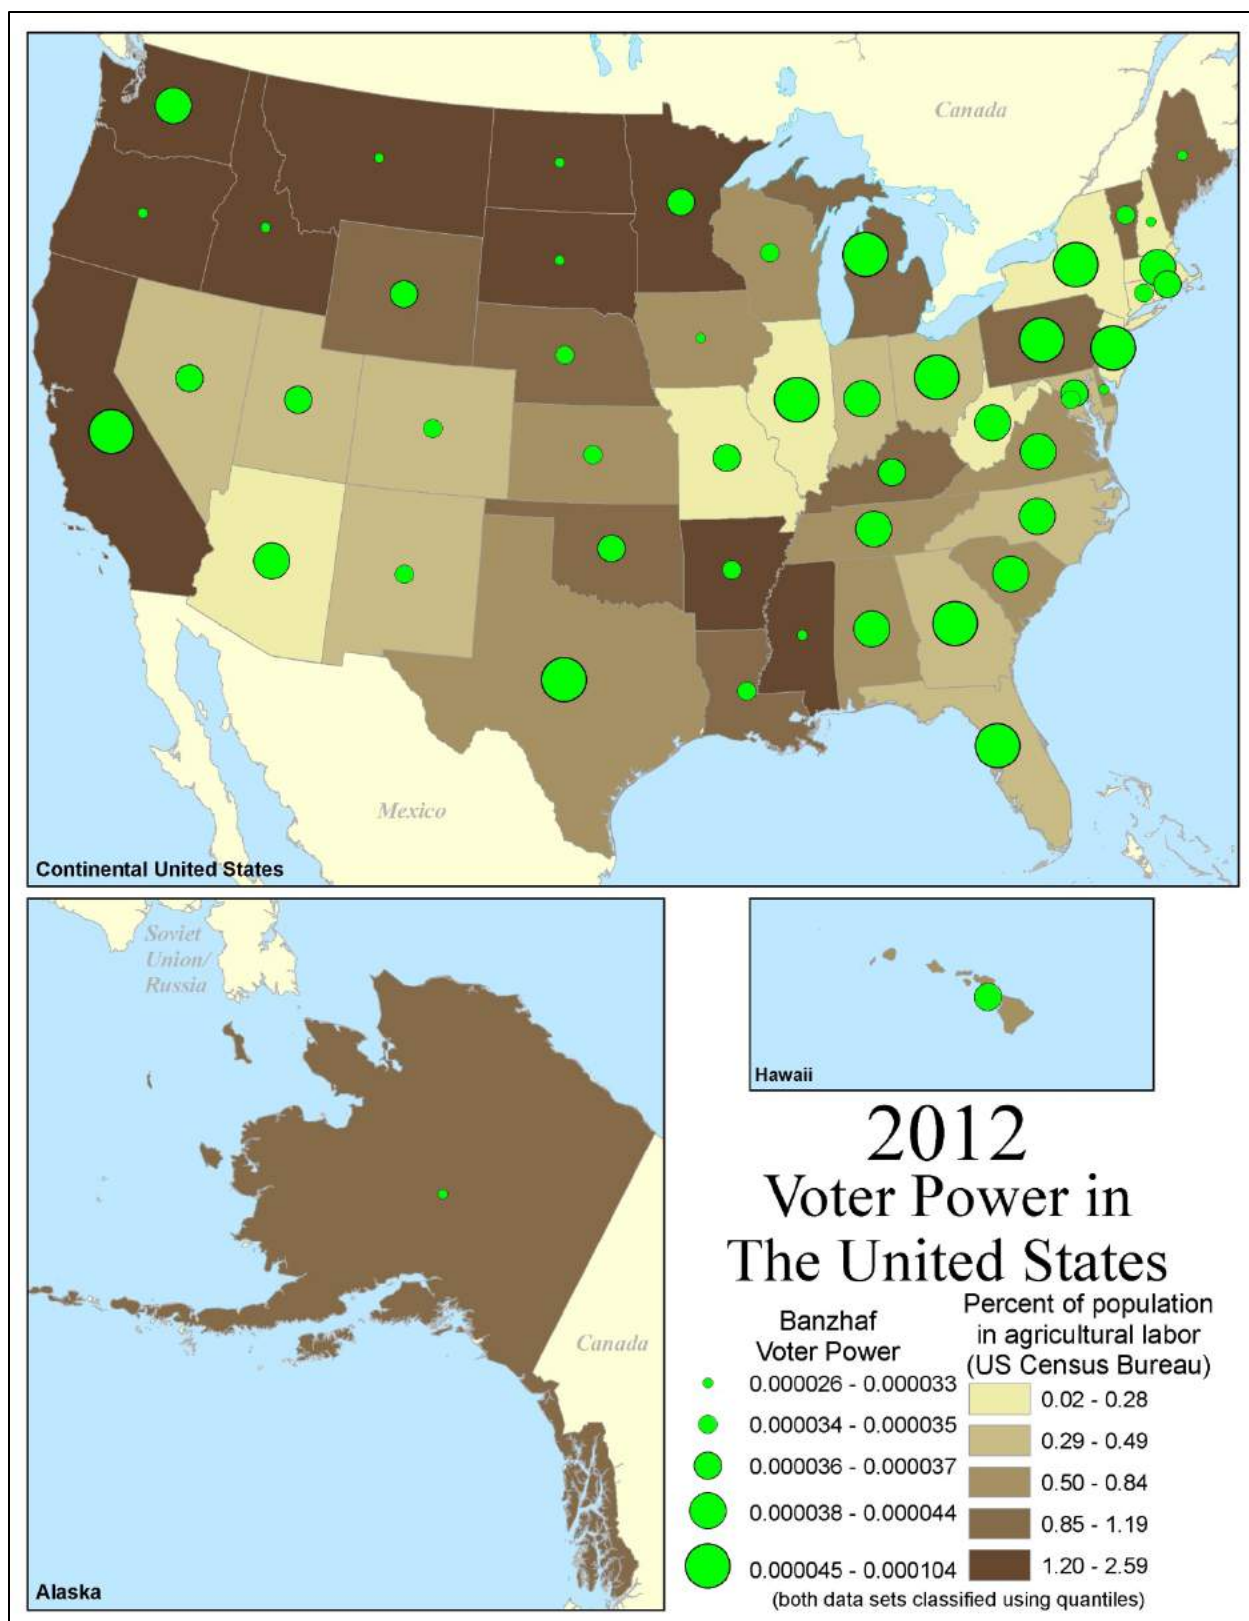 Canada
Mexico
Continental United States
Soviet
Union/
Russia
Canada
Alaska
Hawaii
2012
Voter Power in
The United States
Banzhaf
Voter Power
0.000026 - 0.000033
0.000034 - 0.000035
0.000036 - 0.000037
0.000038 - 0.000044
0.000045 - 0.000104
Percent of population
in agricultural labor
(US Census Bureau)
0.02 - 0.28
0.29 - 0.49
0.50 - 0.84
0.85 - 1.19
1.20 - 2.59
(both data sets classified using quantiles)